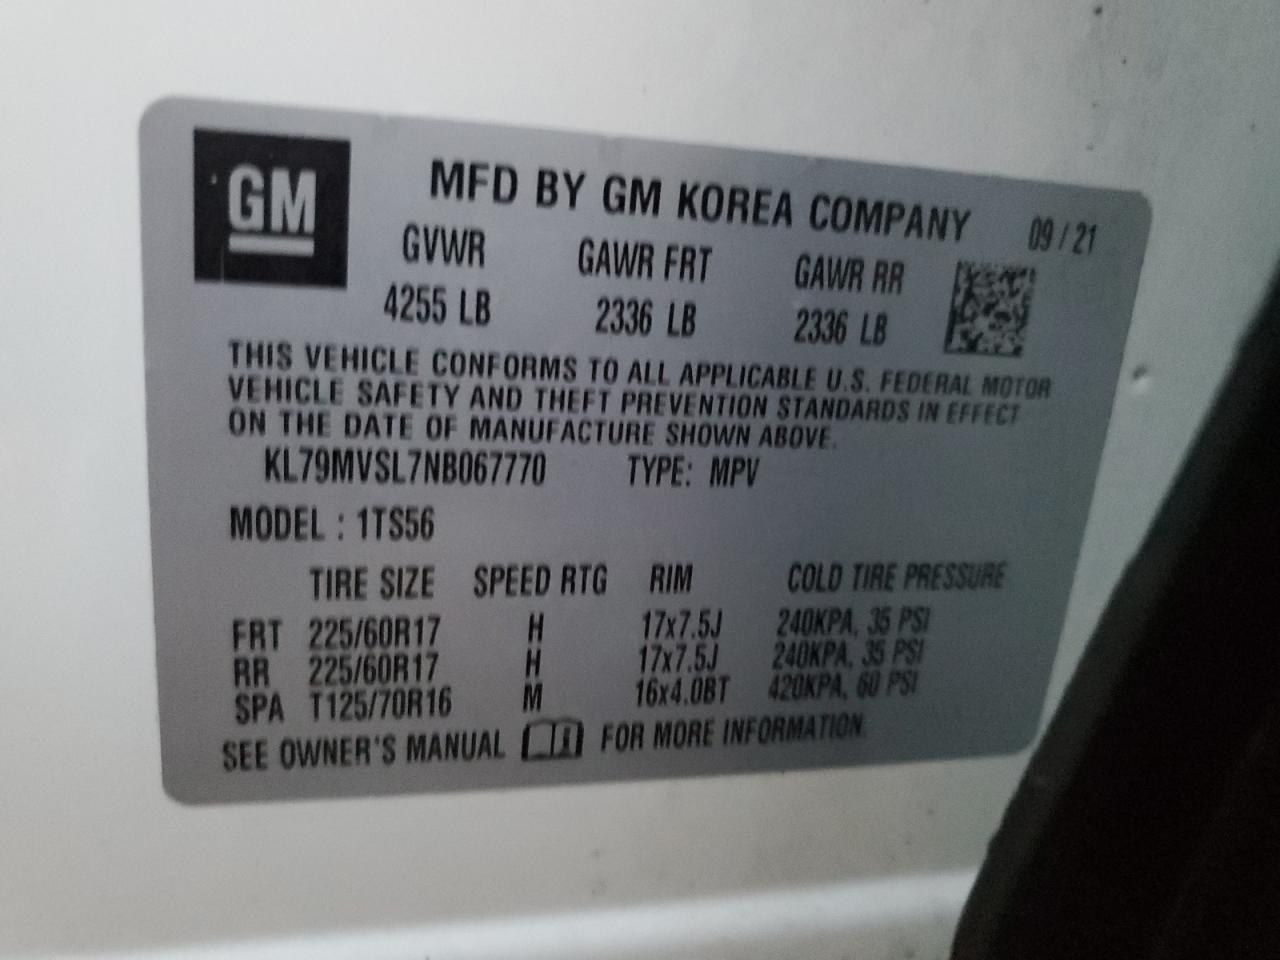 GM
MFD BY GM KOREA COMPANY 09 / 21
GVWR GAWR FRT GAWR RR
4255 LB 2336 LB 2336 LB
THIS VEHICLE CONFORMS TO ALL APPLICABLE U.S. FEDERAL MOTOR
VEHICLE SAFETY AND THEFT PREVENTION STANDARDS IN EFFECT
ON THE DATE OF MANUFACTURE SHOWN ABOVE.
KL79MVSL7NB067770 TYPE: MPV
MODEL : 1TS56
TIRE SIZE SPEED RTG RIM COLD TIRE PRESSURE
FRT 225/60R17 H 17x7.5J 240KPA, 35 PSI
RR 225/60R17 H 17x7.5J 240KPA, 35 PSI
SPA T125/70R16 M 16x4.0BT 420KPA, 60 PSI
SEE OWNER'S MANUAL FOR MORE INFORMATION.